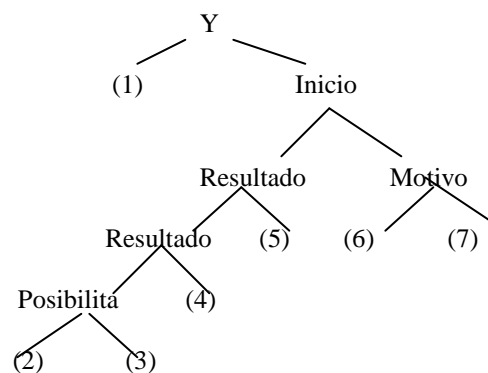 Y
(1) Inicio
Resultado Motivo
Resultado (5) (6) (7)
Posibilita (4)
(2) (3)